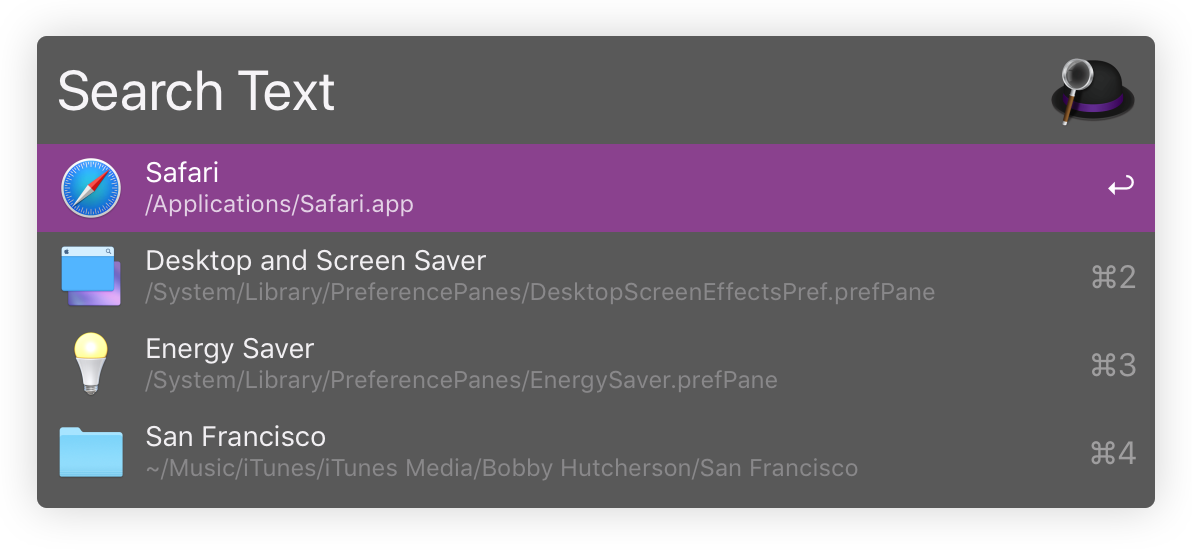 Search Text
Safari
/Applications/Safari.app
↩
Desktop and Screen Saver
/System/Library/PreferencePanes/DesktopScreenEffectsPref.prefPane
⌘2
Energy Saver
/System/Library/PreferencePanes/EnergySaver.prefPane
⌘3
San Francisco
~/Music/iTunes/iTunes Media/Bobby Hutcherson/San Francisco
⌘4